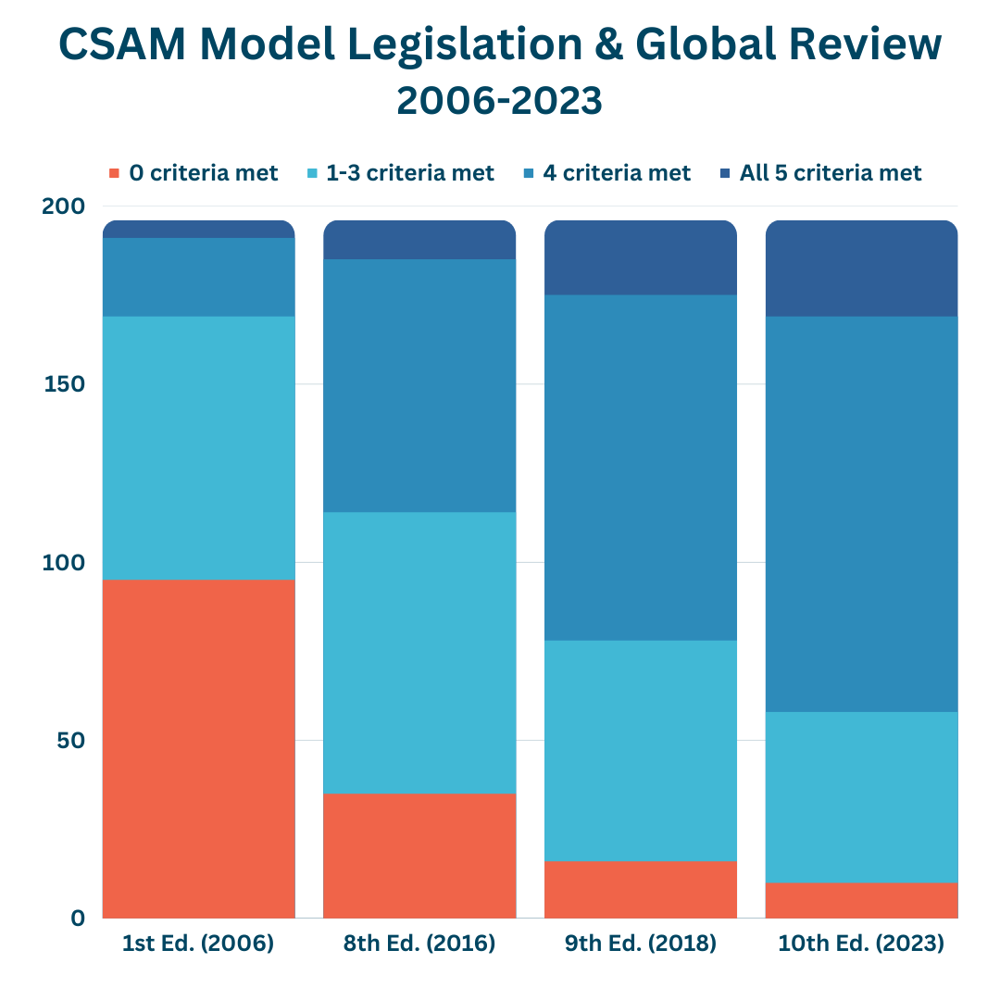 CSAM Model Legislation & Global Review
2006-2023
0 criteria met 1-3 criteria met 4 criteria met All 5 criteria met
200
150
100
50
0
1st Ed. (2006) 8th Ed. (2016) 9th Ed. (2018) 10th Ed. (2023)